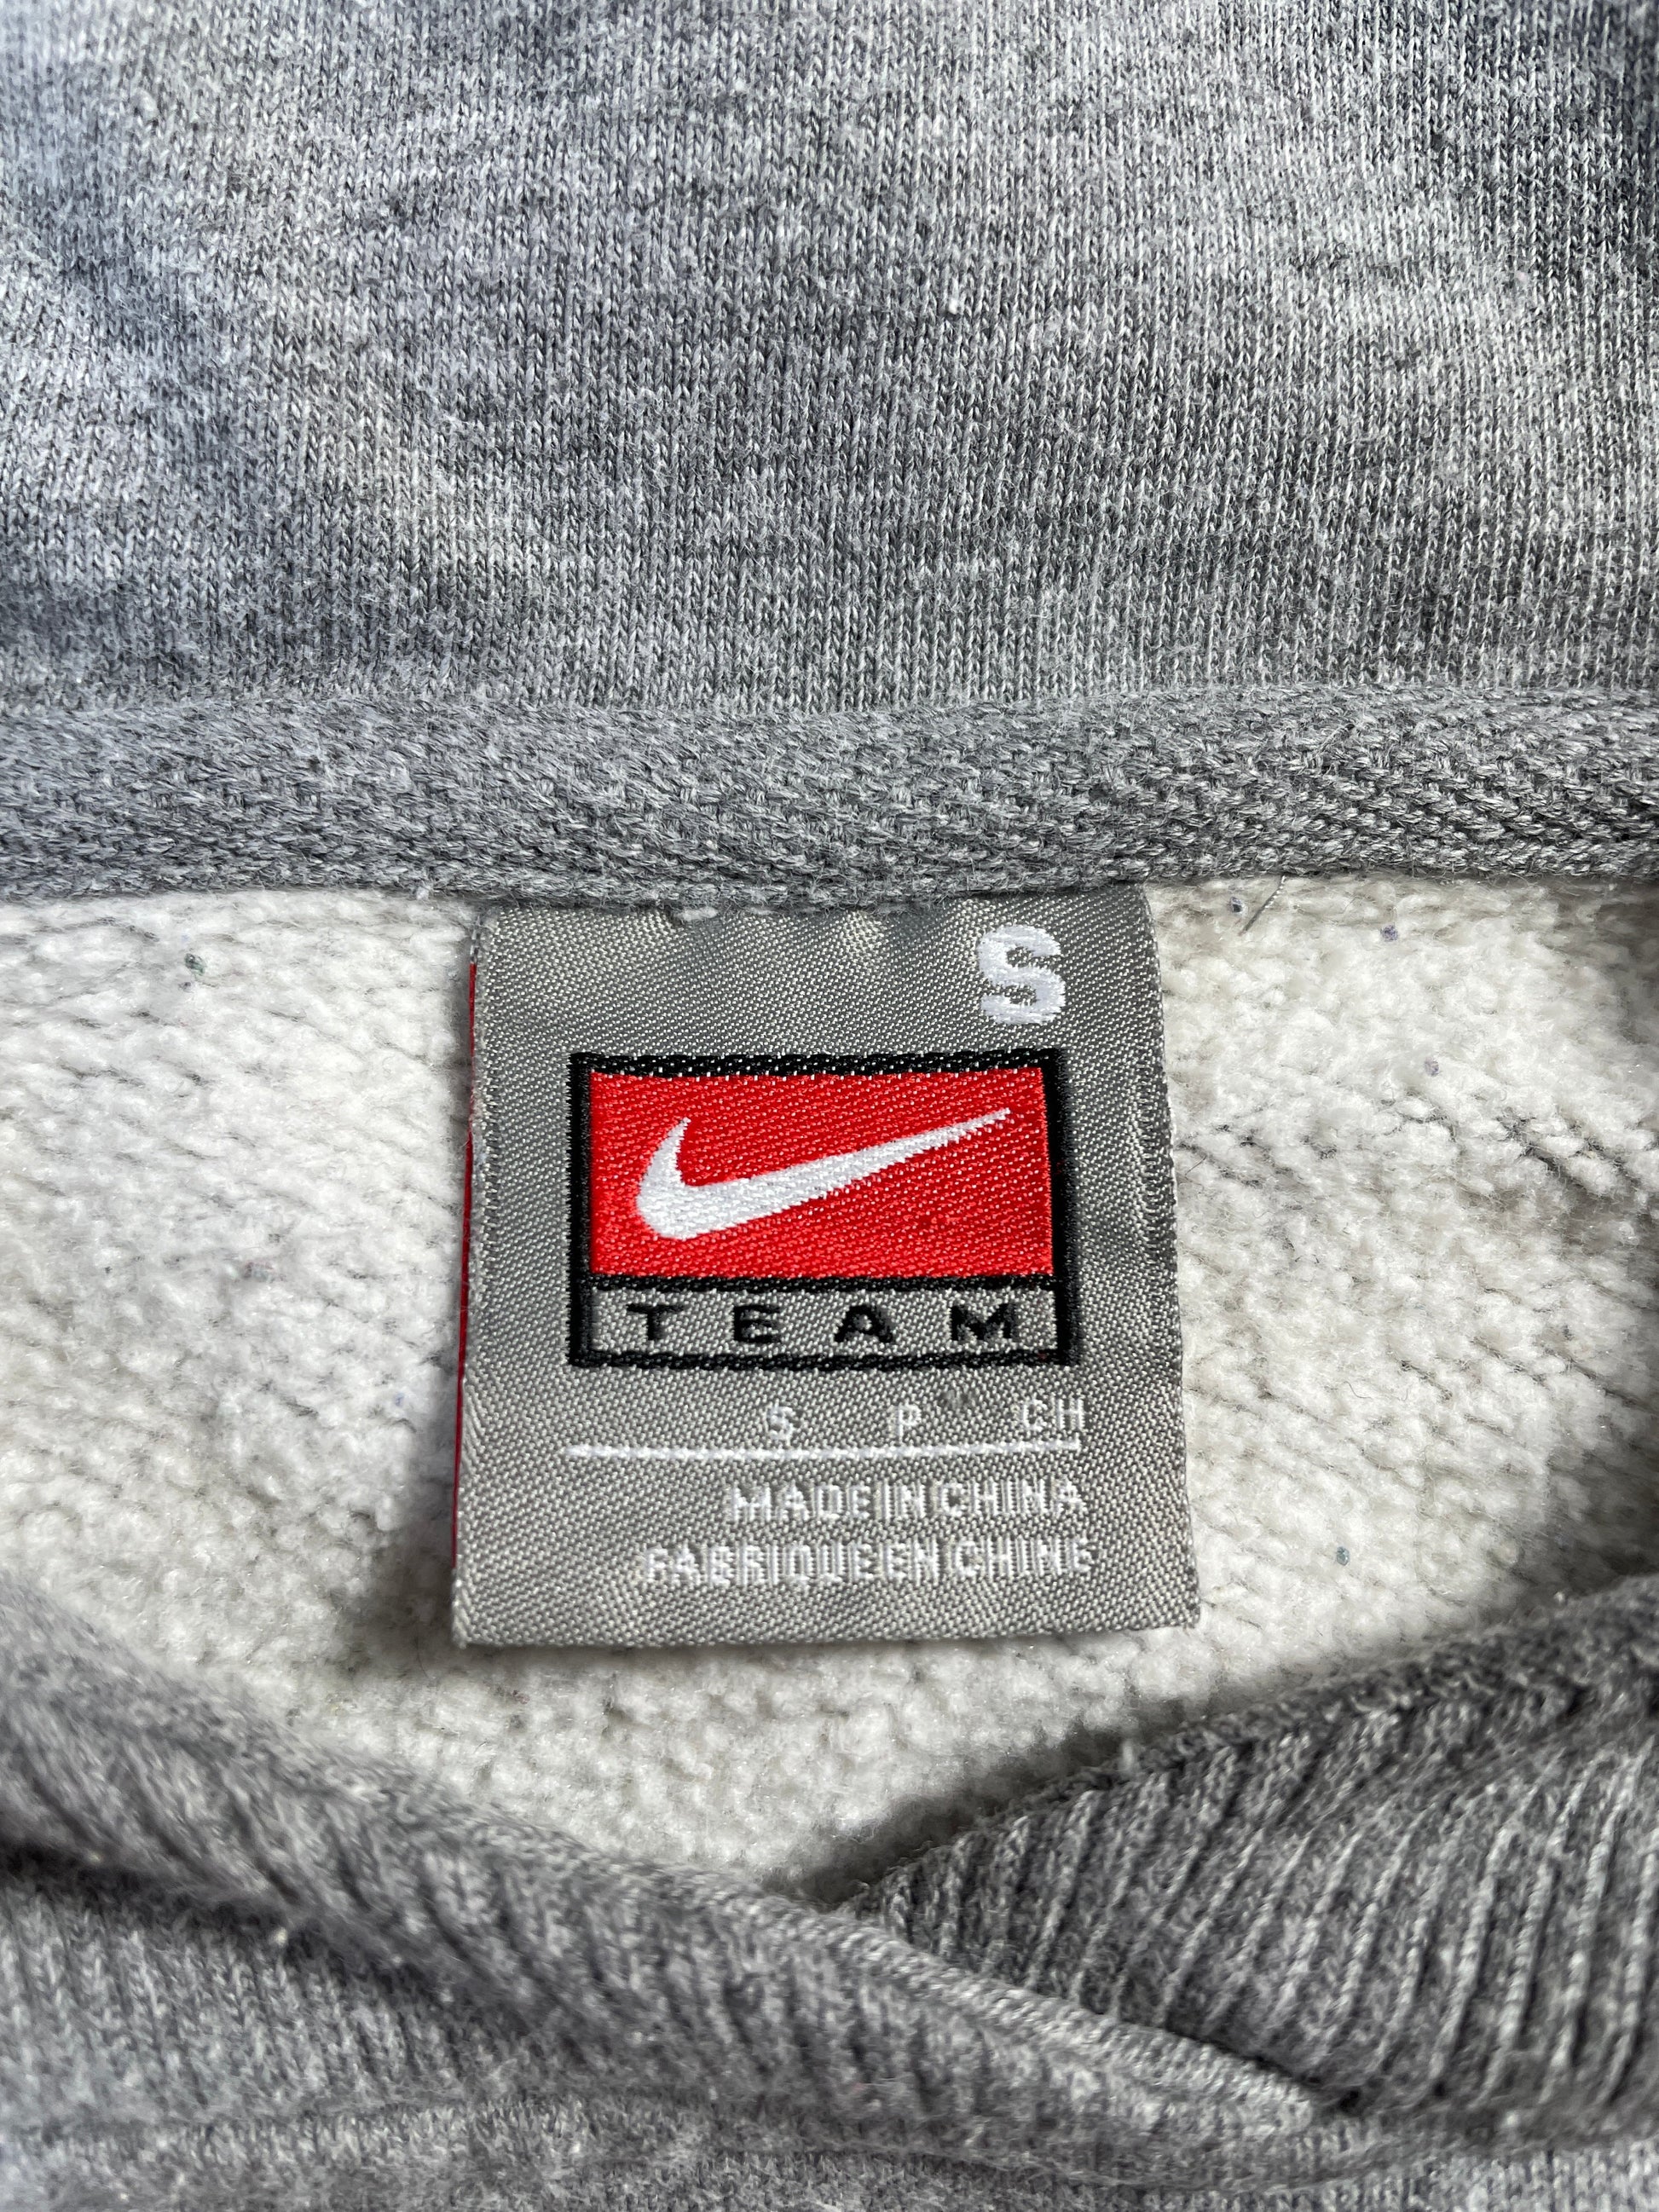 S
TEAM
S P CH
MADE IN CHINA
FABRIQUE EN CHINE